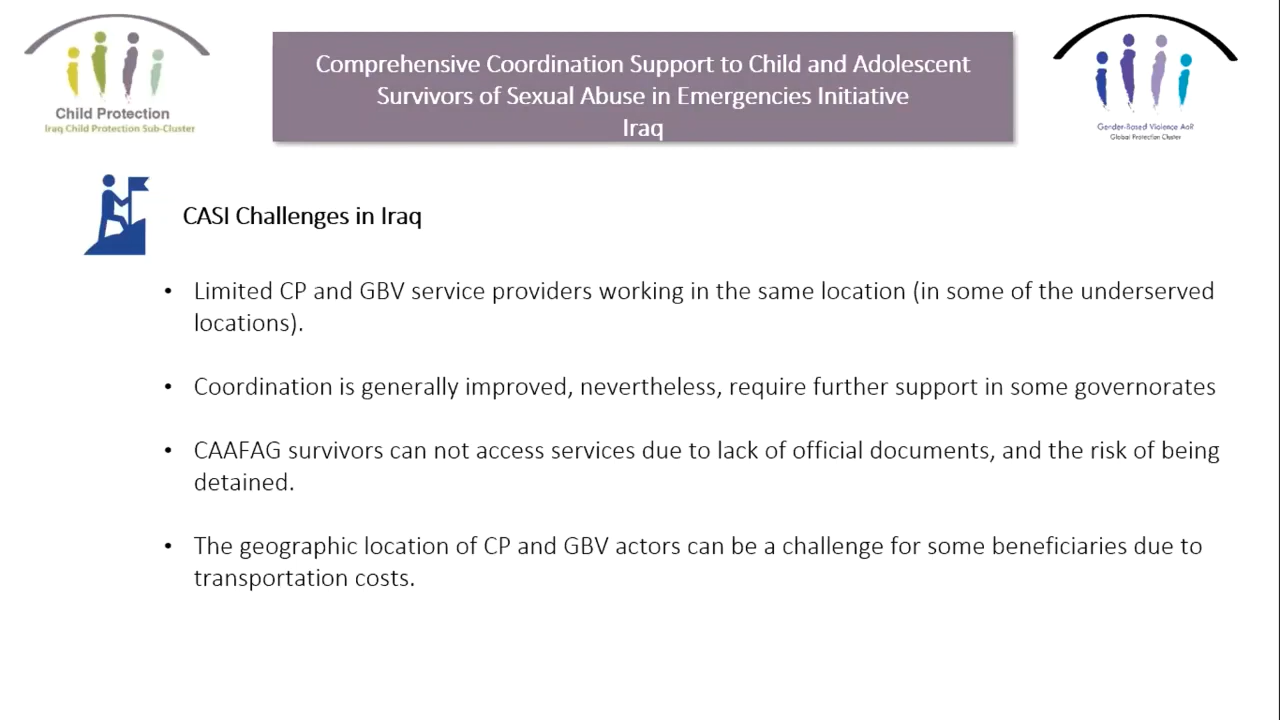 Child Protection
Iraq Child Protection Sub-Cluster
Comprehensive Coordination Support to Child and Adolescent
Survivors of Sexual Abuse in Emergencies Initiative
Iraq
Gender-Based Violence AoR
Global Protection Cluster
CASI Challenges in Iraq
• Limited CP and GBV service providers working in the same location (in some of the underserved
locations).
• Coordination is generally improved, nevertheless, require further support in some governorates
• CAAFAG survivors can not access services due to lack of official documents, and the risk of being
detained.
• The geographic location of CP and GBV actors can be a challenge for some beneficiaries due to
transportation costs.